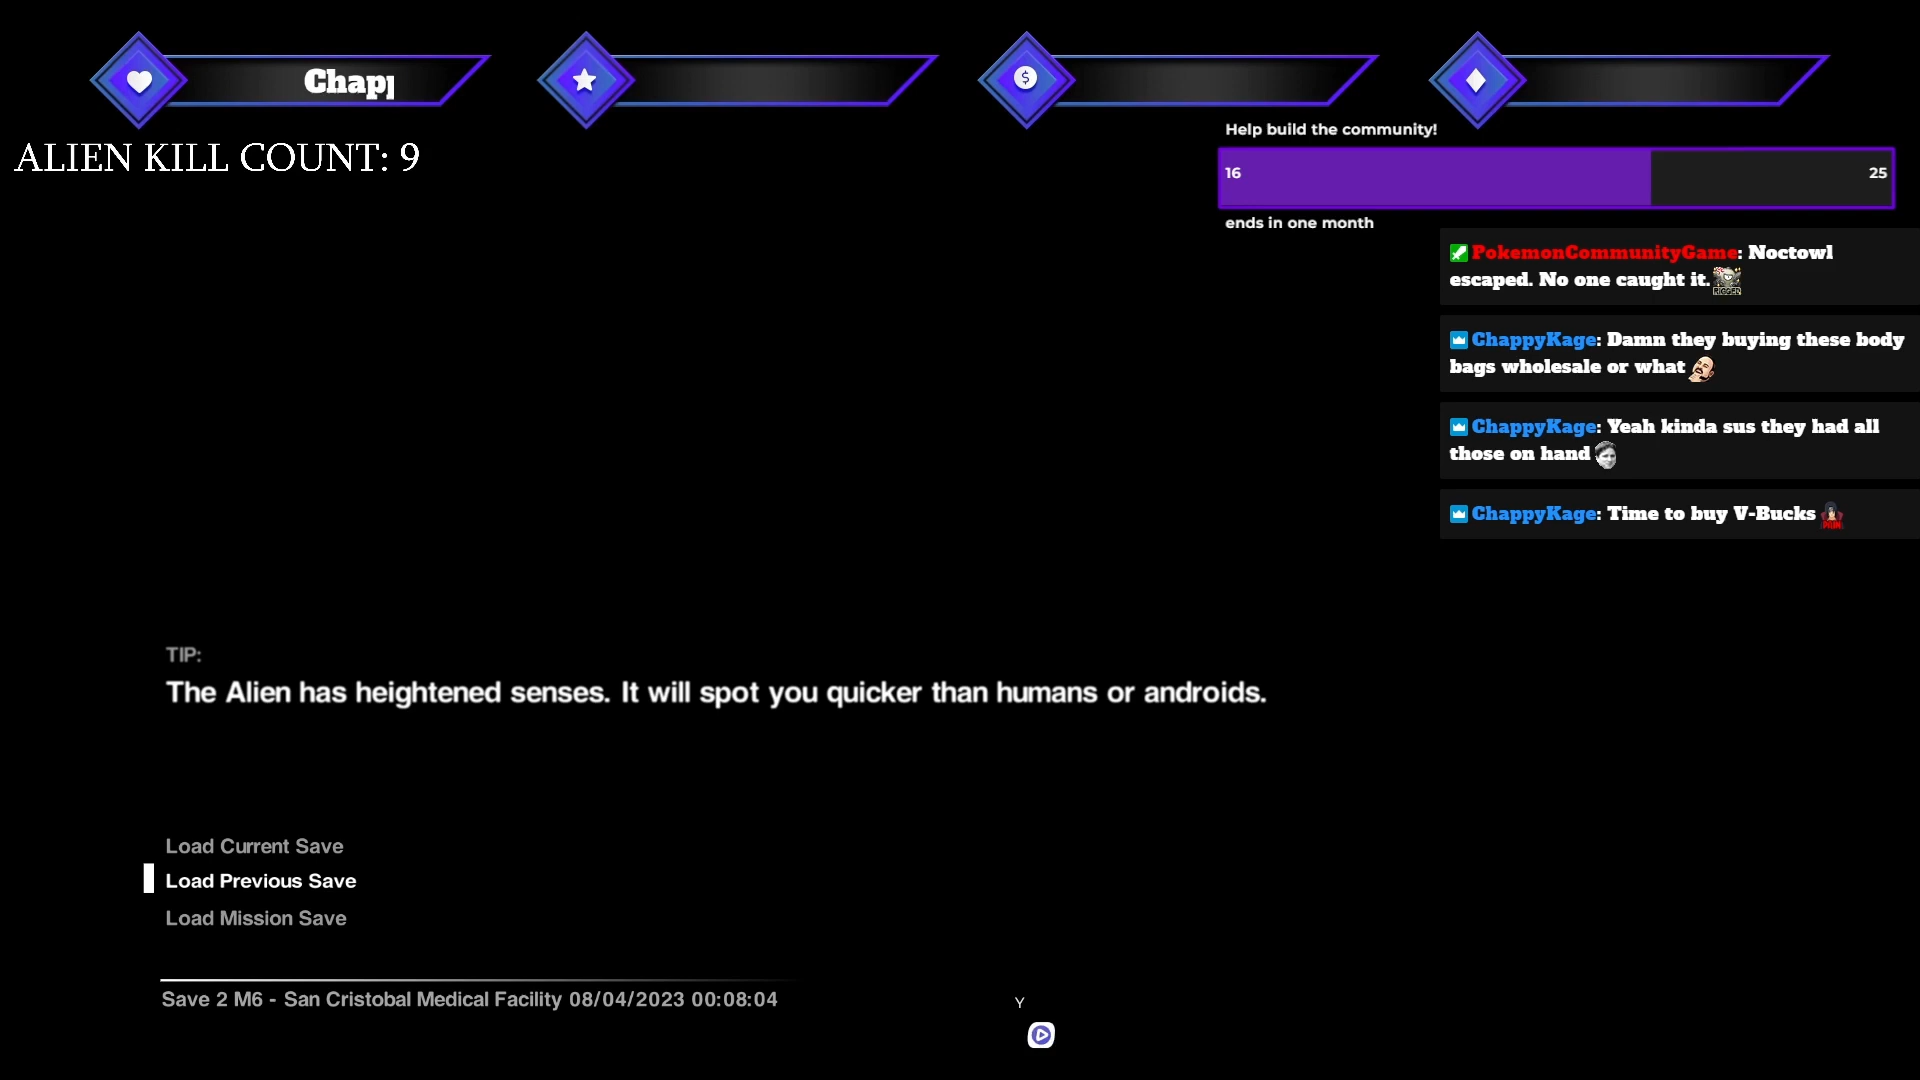 Chapp
ALIEN KILL COUNT: 9
Help build the community!
16 25
ends in one month
PokemonCommunityGame: Noctowl
escaped. No one caught it.
RIGGED
ChappyKage: Damn they buying these body
bags wholesale or what
ChappyKage: Yeah kinda sus they had all
those on hand
ChappyKage: Time to buy V-Bucks
PAIN
TIP:
The Alien has heightened senses. It will spot you quicker than humans or androids.
Load Current Save
Load Previous Save
Load Mission Save
Save 2 M6 - San Cristobal Medical Facility 08/04/2023 00:08:04
Y